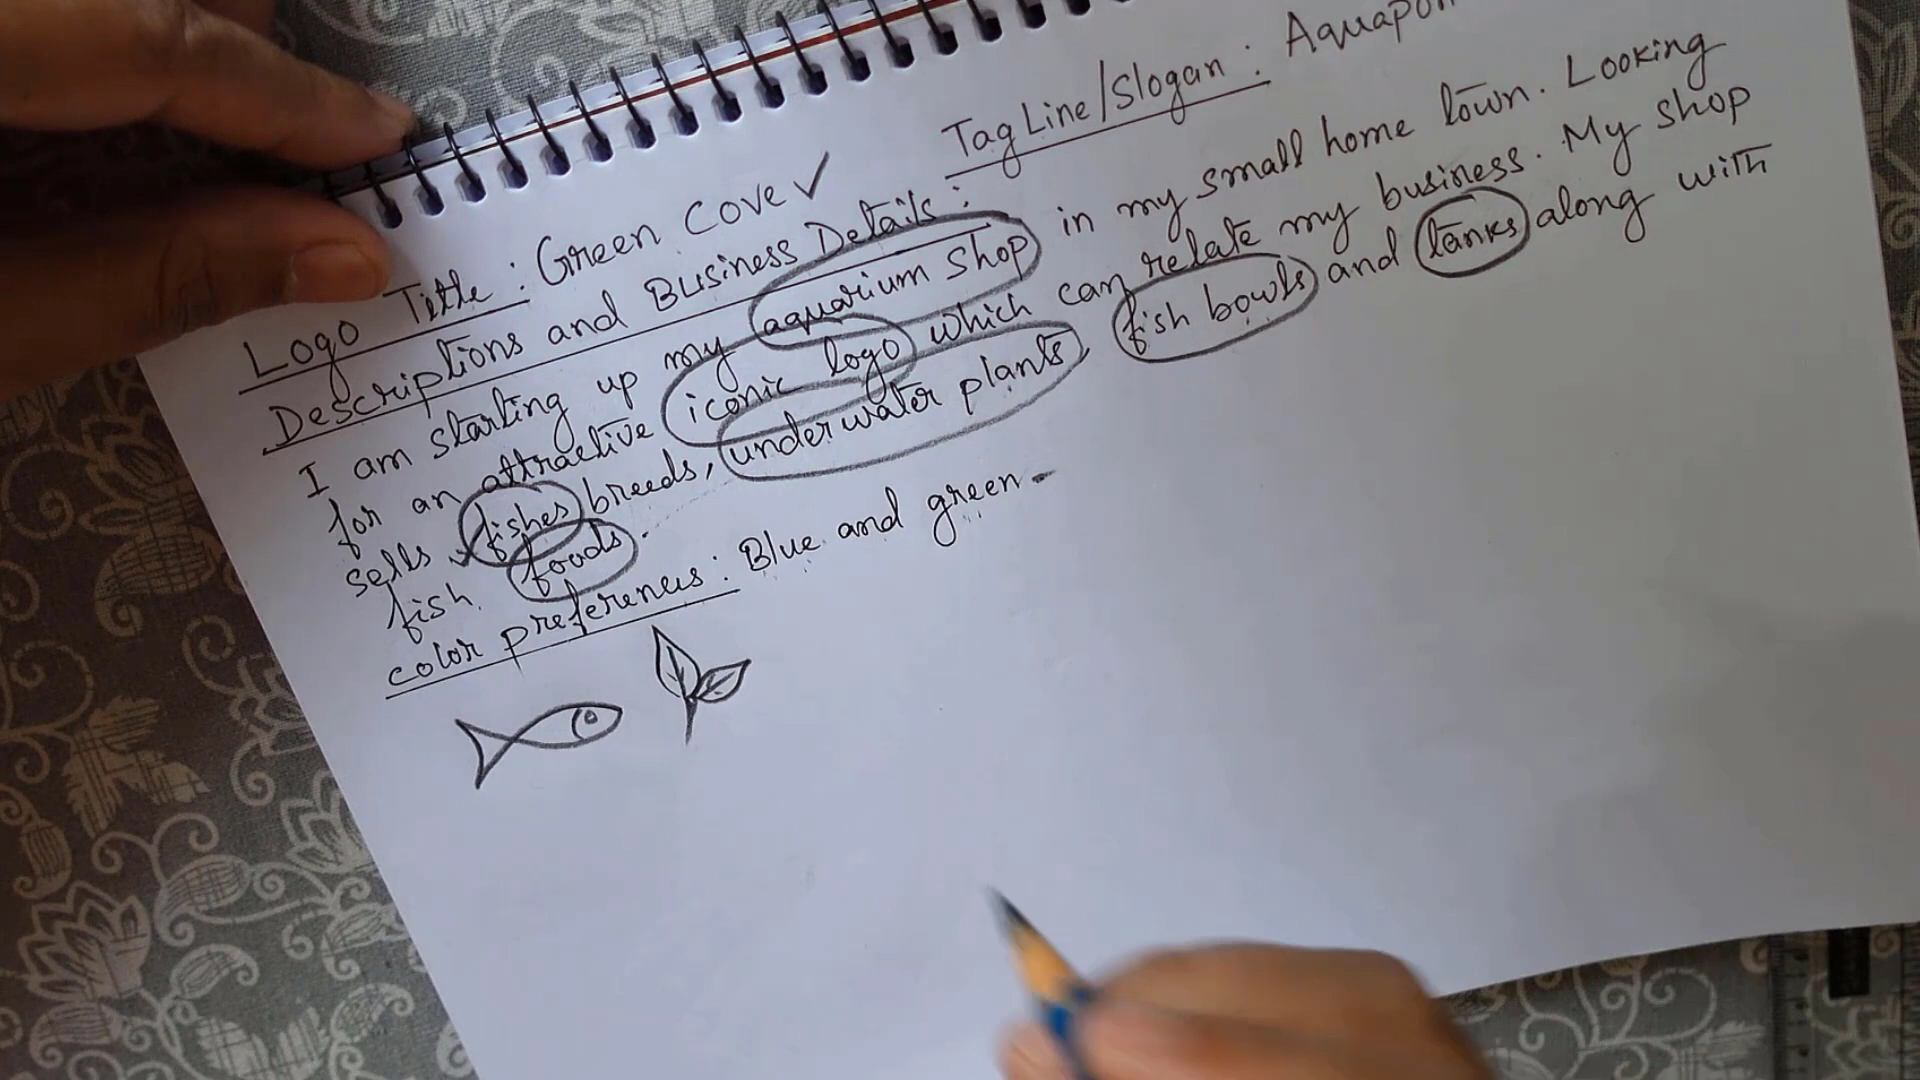 Logo Title : Green Cove ✓ Tag Line/Slogan :
Descriptions and Business Details :
I am starting up my aquarium shop in my small home town. Looking
for an attractive iconic logo which can relate my business. My shop
sells fishes breeds, under water plants, fish bowls and tanks along with
fish foods.
color preferences : Blue and green.